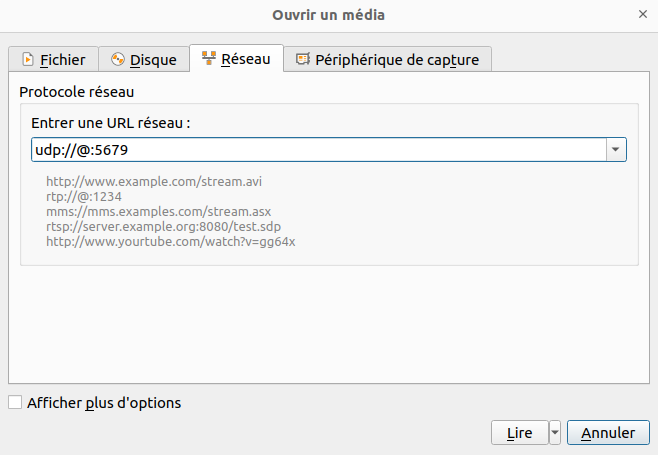 Ouvrir un média
Fichier Disque Réseau Périphérique de capture
Protocole réseau
Entrer une URL réseau :
udp://@:5679
http://www.example.com/stream.avi
rtp://@:1234
mms://mms.examples.com/stream.asx
rtsp://server.example.org:8080/test.sdp
http://www.yourtube.com/watch?v=gg64x
Afficher plus d'options
Lire Annuler